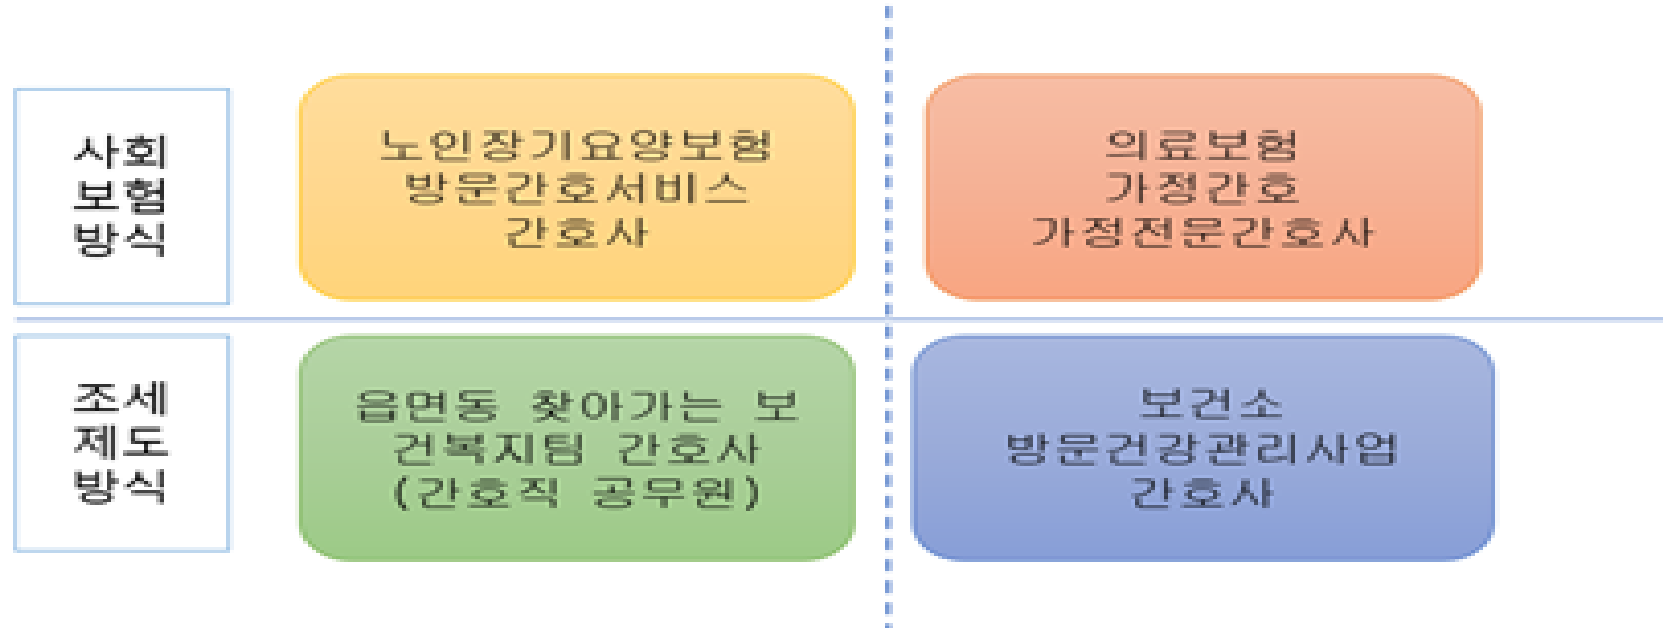 사회
보험
방식
노인장기요양보험
방문간호서비스
간호사
의료보험
가정간호
가정전문간호사
조세
제도
방식
읍면동 찾아가는 보
건복지팀 간호사
(간호직 공무원)
보건소
방문건강관리사업
간호사